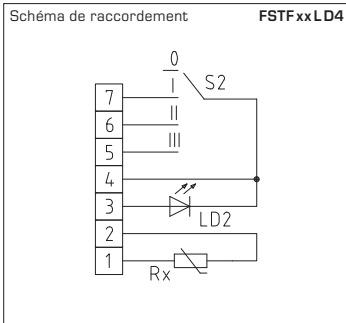 Schéma de raccordement FSTFxxLD4
0
I S2
7
II
6
III
5
4
3
LD2
2
1
Rx